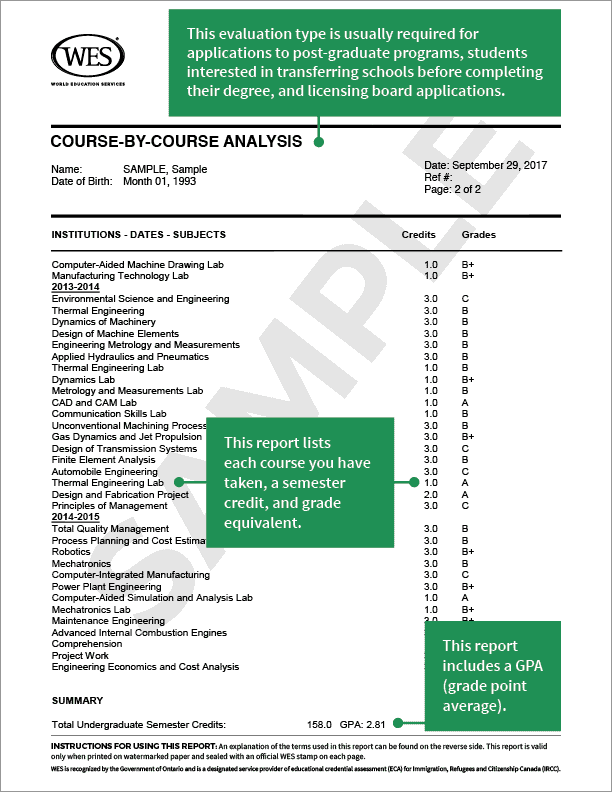 This evaluation type is usually required for
applications to post-graduate programs, students
interested in transferring schools before completing
their degree, and licensing board applications.
WES
WORLD EDUCATION SERVICES
COURSE-BY-COURSE ANALYSIS
Name: SAMPLE, Sample
Date of Birth: Month 01, 1993
Date: September 29, 2017
Ref #:
Page: 2 of 2
INSTITUTIONS - DATES - SUBJECTS Credits Grades
Computer-Aided Machine Drawing Lab 1.0 B+
Manufacturing Technology Lab 1.0 B+
2013-2014
Environmental Science and Engineering 3.0 C
Thermal Engineering 3.0 B
Dynamics of Machinery 3.0 B
Design of Machine Elements 3.0 B
Engineering Metrology and Measurements 3.0 B
Applied Hydraulics and Pneumatics 3.0 B
Thermal Engineering Lab 1.0 B
Dynamics Lab 1.0 B+
Metrology and Measurements Lab 1.0 B
CAD and CAM Lab 1.0 A
Communication Skills Lab 1.0 B
Unconventional Machining Process 3.0 B
Gas Dynamics and Jet Propulsion 3.0 B+
Design of Transmission Systems 3.0 C
Finite Element Analysis 3.0 B
Automobile Engineering 3.0 C
Thermal Engineering Lab 1.0 A
Design and Fabrication Project 2.0 A
Principles of Management 3.0 C
This report lists
each course you have
taken, a semester
credit, and grade
equivalent.
2014-2015
Total Quality Management 3.0 B
Process Planning and Cost 3.0 B
Robotics 3.0 B+
Mechatronics 3.0 B
Computer-Integrated Manufacturing 3.0 C
Power Plant Engineering 3.0 B+
Computer-Aided Simulation and Analysis Lab 1.0 A
Mechatronics Lab 1.0 B+
Maintenance Engineering 3.0 B+
Advanced Internal Combustion Engines
Comprehension
Project Work
Engineering Economics and Cost Analysis
This report
includes a GPA
(grade point
average).
SUMMARY
Total Undergraduate Semester Credits: 158.0 GPA: 2.81
INSTRUCTIONS FOR USING THIS REPORT: An explanation of the terms used in this report can be found on the reverse side. This report is valid
only when printed on watermarked paper and sealed with an official WES stamp on each page.
WES is recognized by the Government of Ontario and is a designated service provider of educational credential assessment (ECA) for Immigration, Refugees and Citizenship Canada (IRCC).
SAMPLE